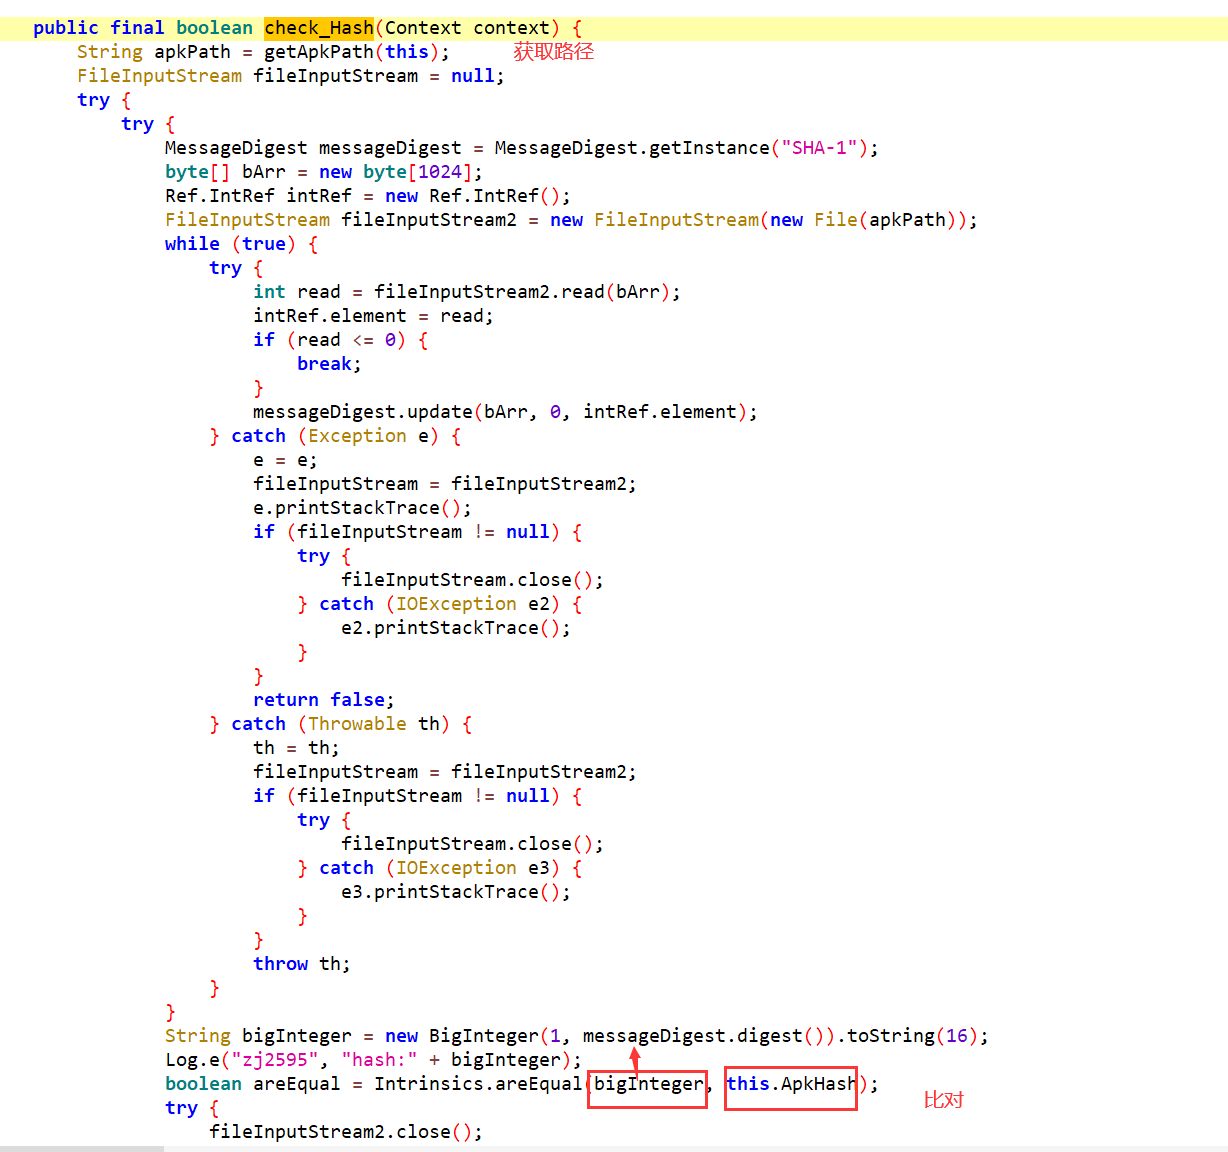 public final boolean check_Hash(Context context) {
String apkPath = getApkPath(this); 获取路径
FileInputStream fileInputStream = null;
try {
try {
MessageDigest messageDigest = MessageDigest.getInstance("SHA-1");
byte[] bArr = new byte[1024];
Ref.IntRef intRef = new Ref.IntRef();
FileInputStream fileInputStream2 = new FileInputStream(new File(apkPath));
while (true) {
try {
int read = fileInputStream2.read(bArr);
intRef.element = read;
if (read <= 0) {
break;
}
messageDigest.update(bArr, 0, intRef.element);
} catch (Exception e) {
e = e;
fileInputStream = fileInputStream2;
e.printStackTrace();
if (fileInputStream != null) {
try {
fileInputStream.close();
} catch (IOException e2) {
e2.printStackTrace();
}
}
return false;
} catch (Throwable th) {
th = th;
fileInputStream = fileInputStream2;
if (fileInputStream != null) {
try {
fileInputStream.close();
} catch (IOException e3) {
e3.printStackTrace();
}
}
throw th;
}
}
String bigInteger = new BigInteger(1, messageDigest.digest()).toString(16);
Log.e("zj2595", "hash:" + bigInteger);
boolean areEqual = Intrinsics.areEqual(bigInteger, this.ApkHash); 比对
try {
fileInputStream2.close();